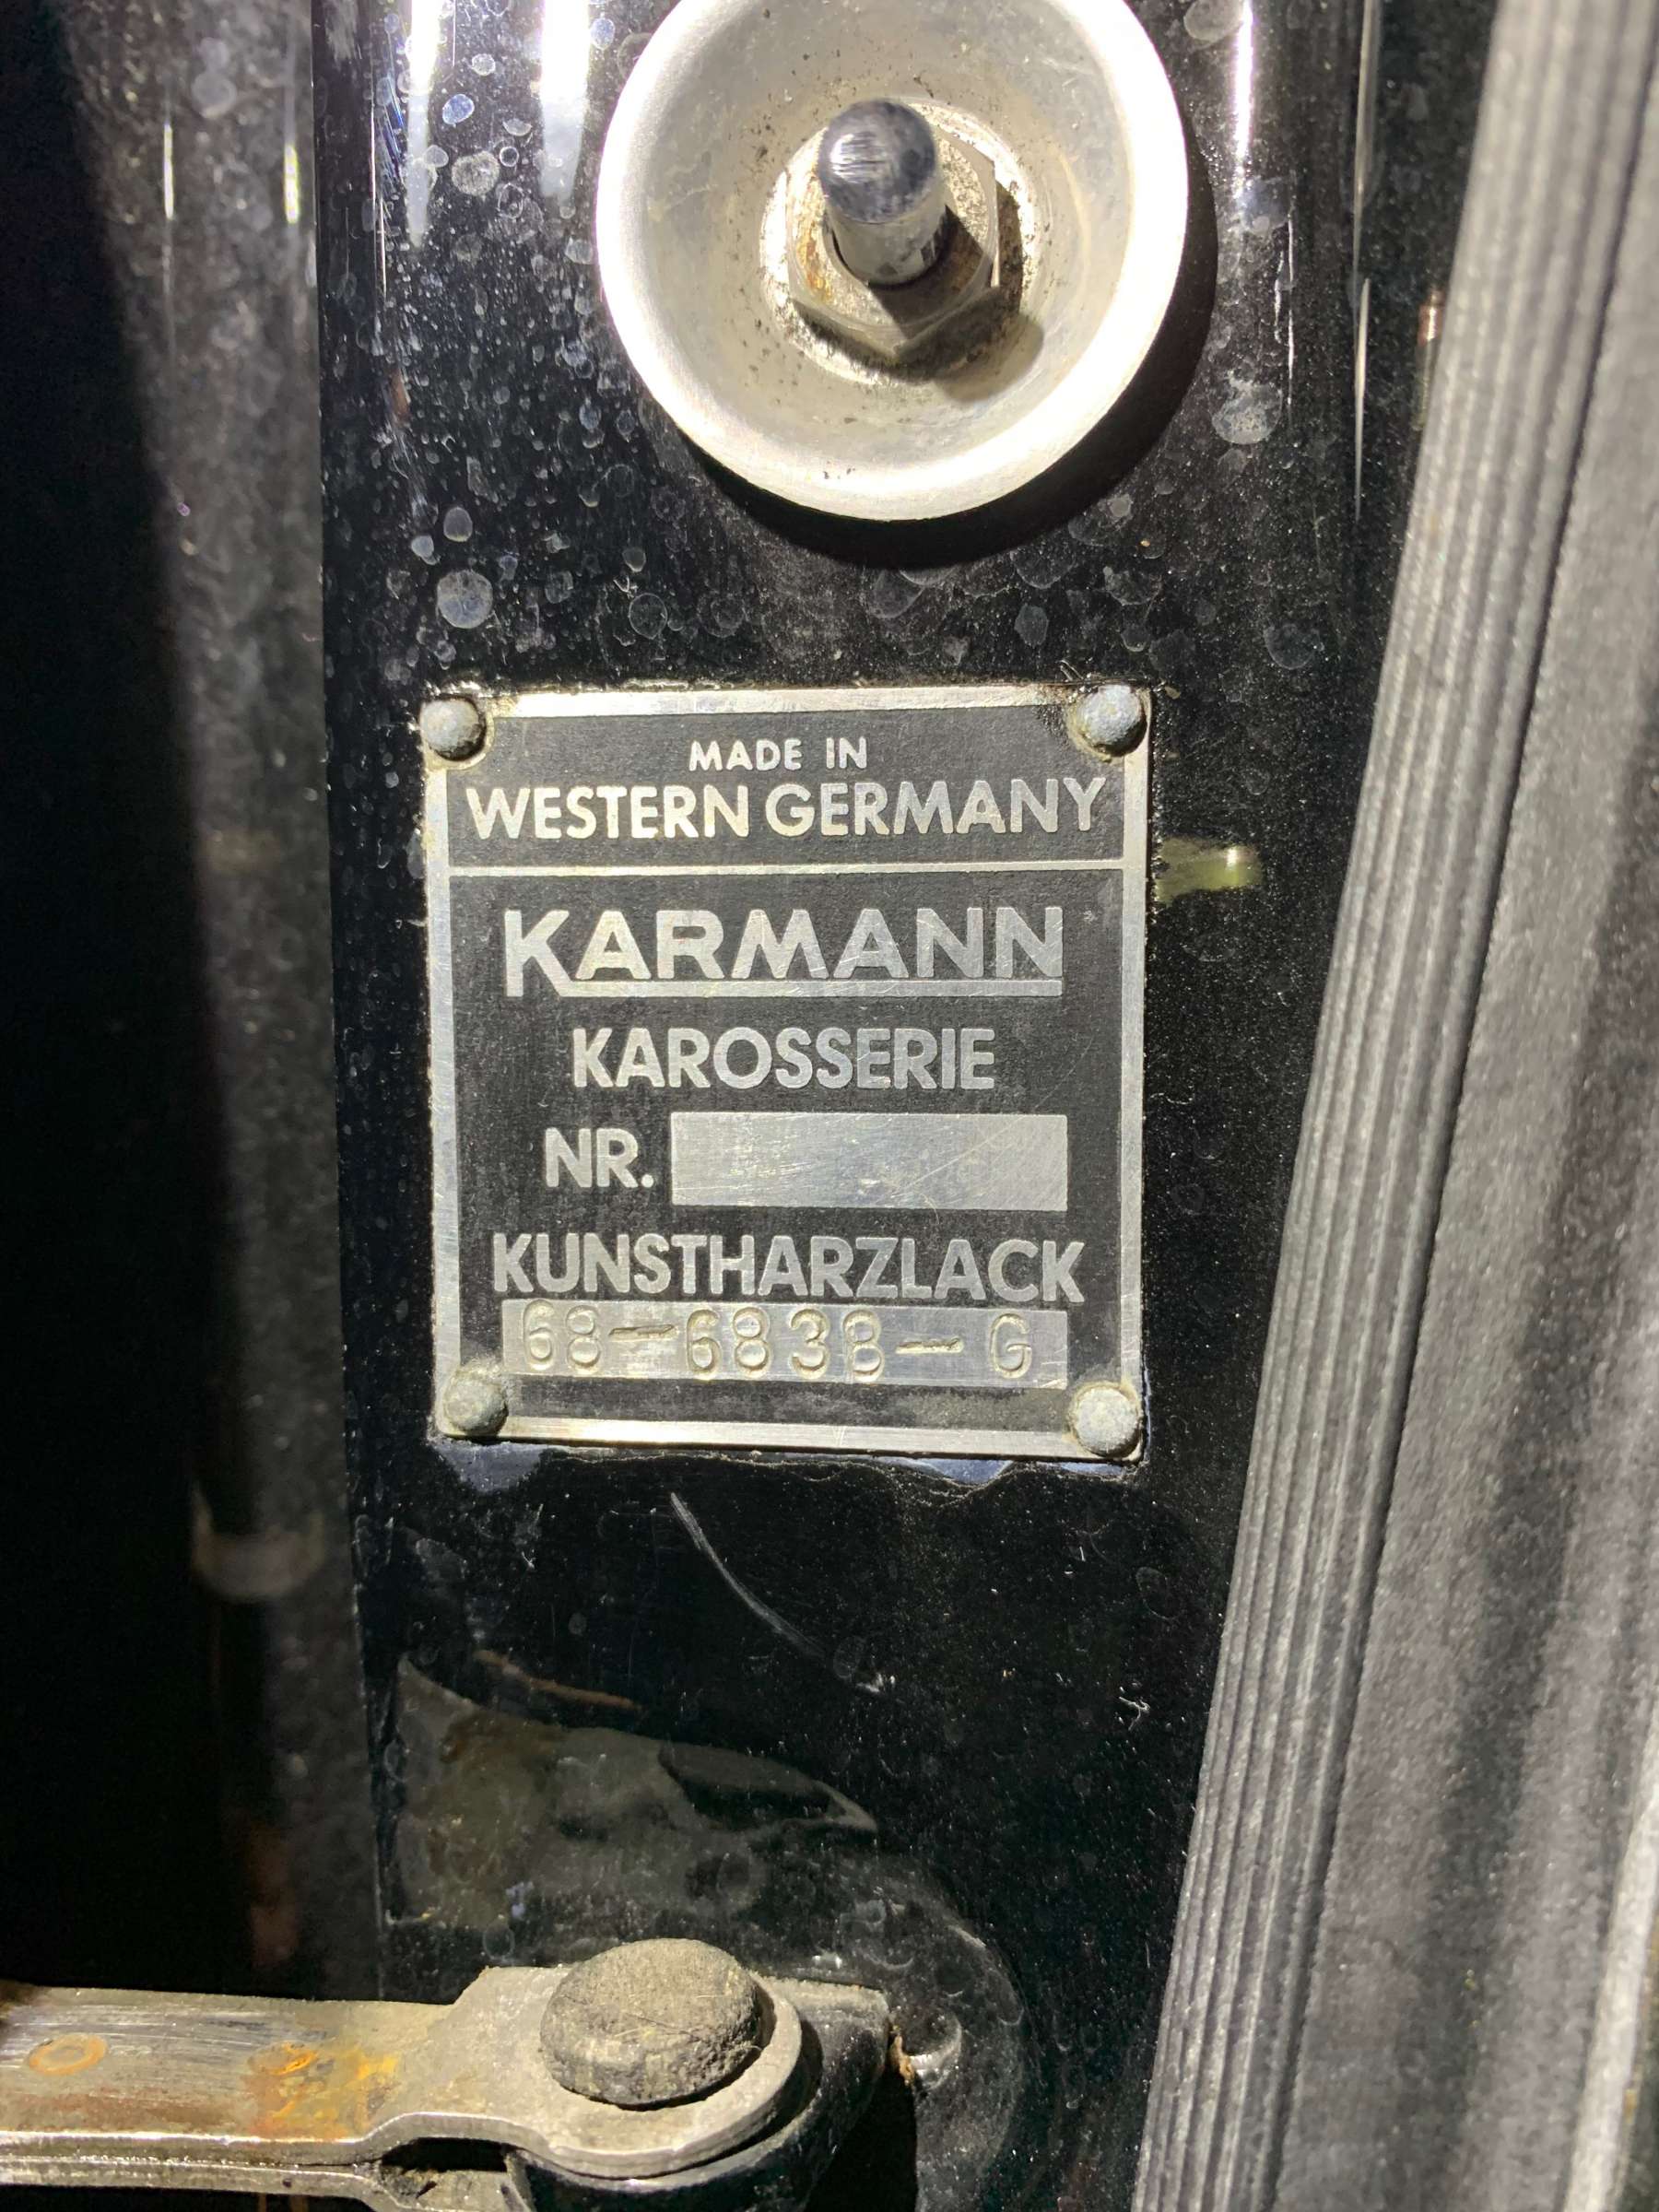 MADE IN
WESTERN GERMANY
KARMANN
KAROSSERIE
NR.
KUNSTHARZLACK
68-6838-G